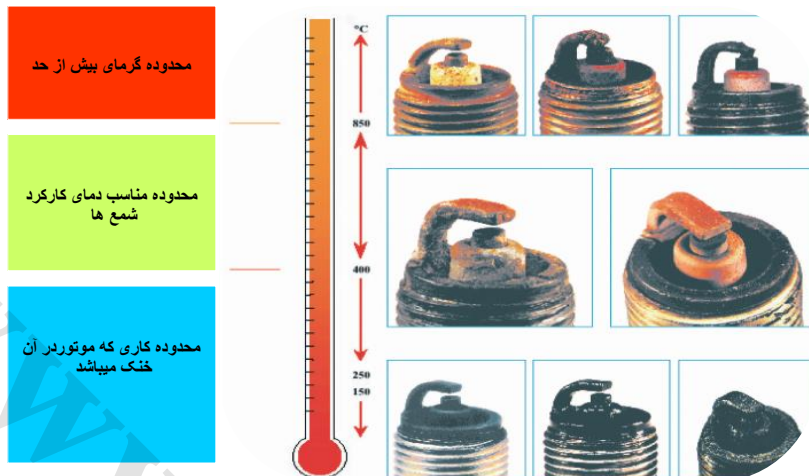 محدوده گرمای بیش از حد
محدوده مناسب دمای کارکرد
شمع ها
محدوده کاری که موتوردر آن
خنک میباشد
°C
850
400
250
150